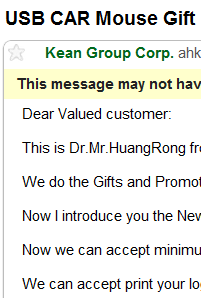 USB CAR Mouse Gift
Kean Group Corp. ahk
This message may not hav
Dear Valued customer:
This is Dr.Mr.HuangRong fr
We do the Gifts and Promot
Now I introduce you the New
Now we can accept minimu
We can accept print your lo